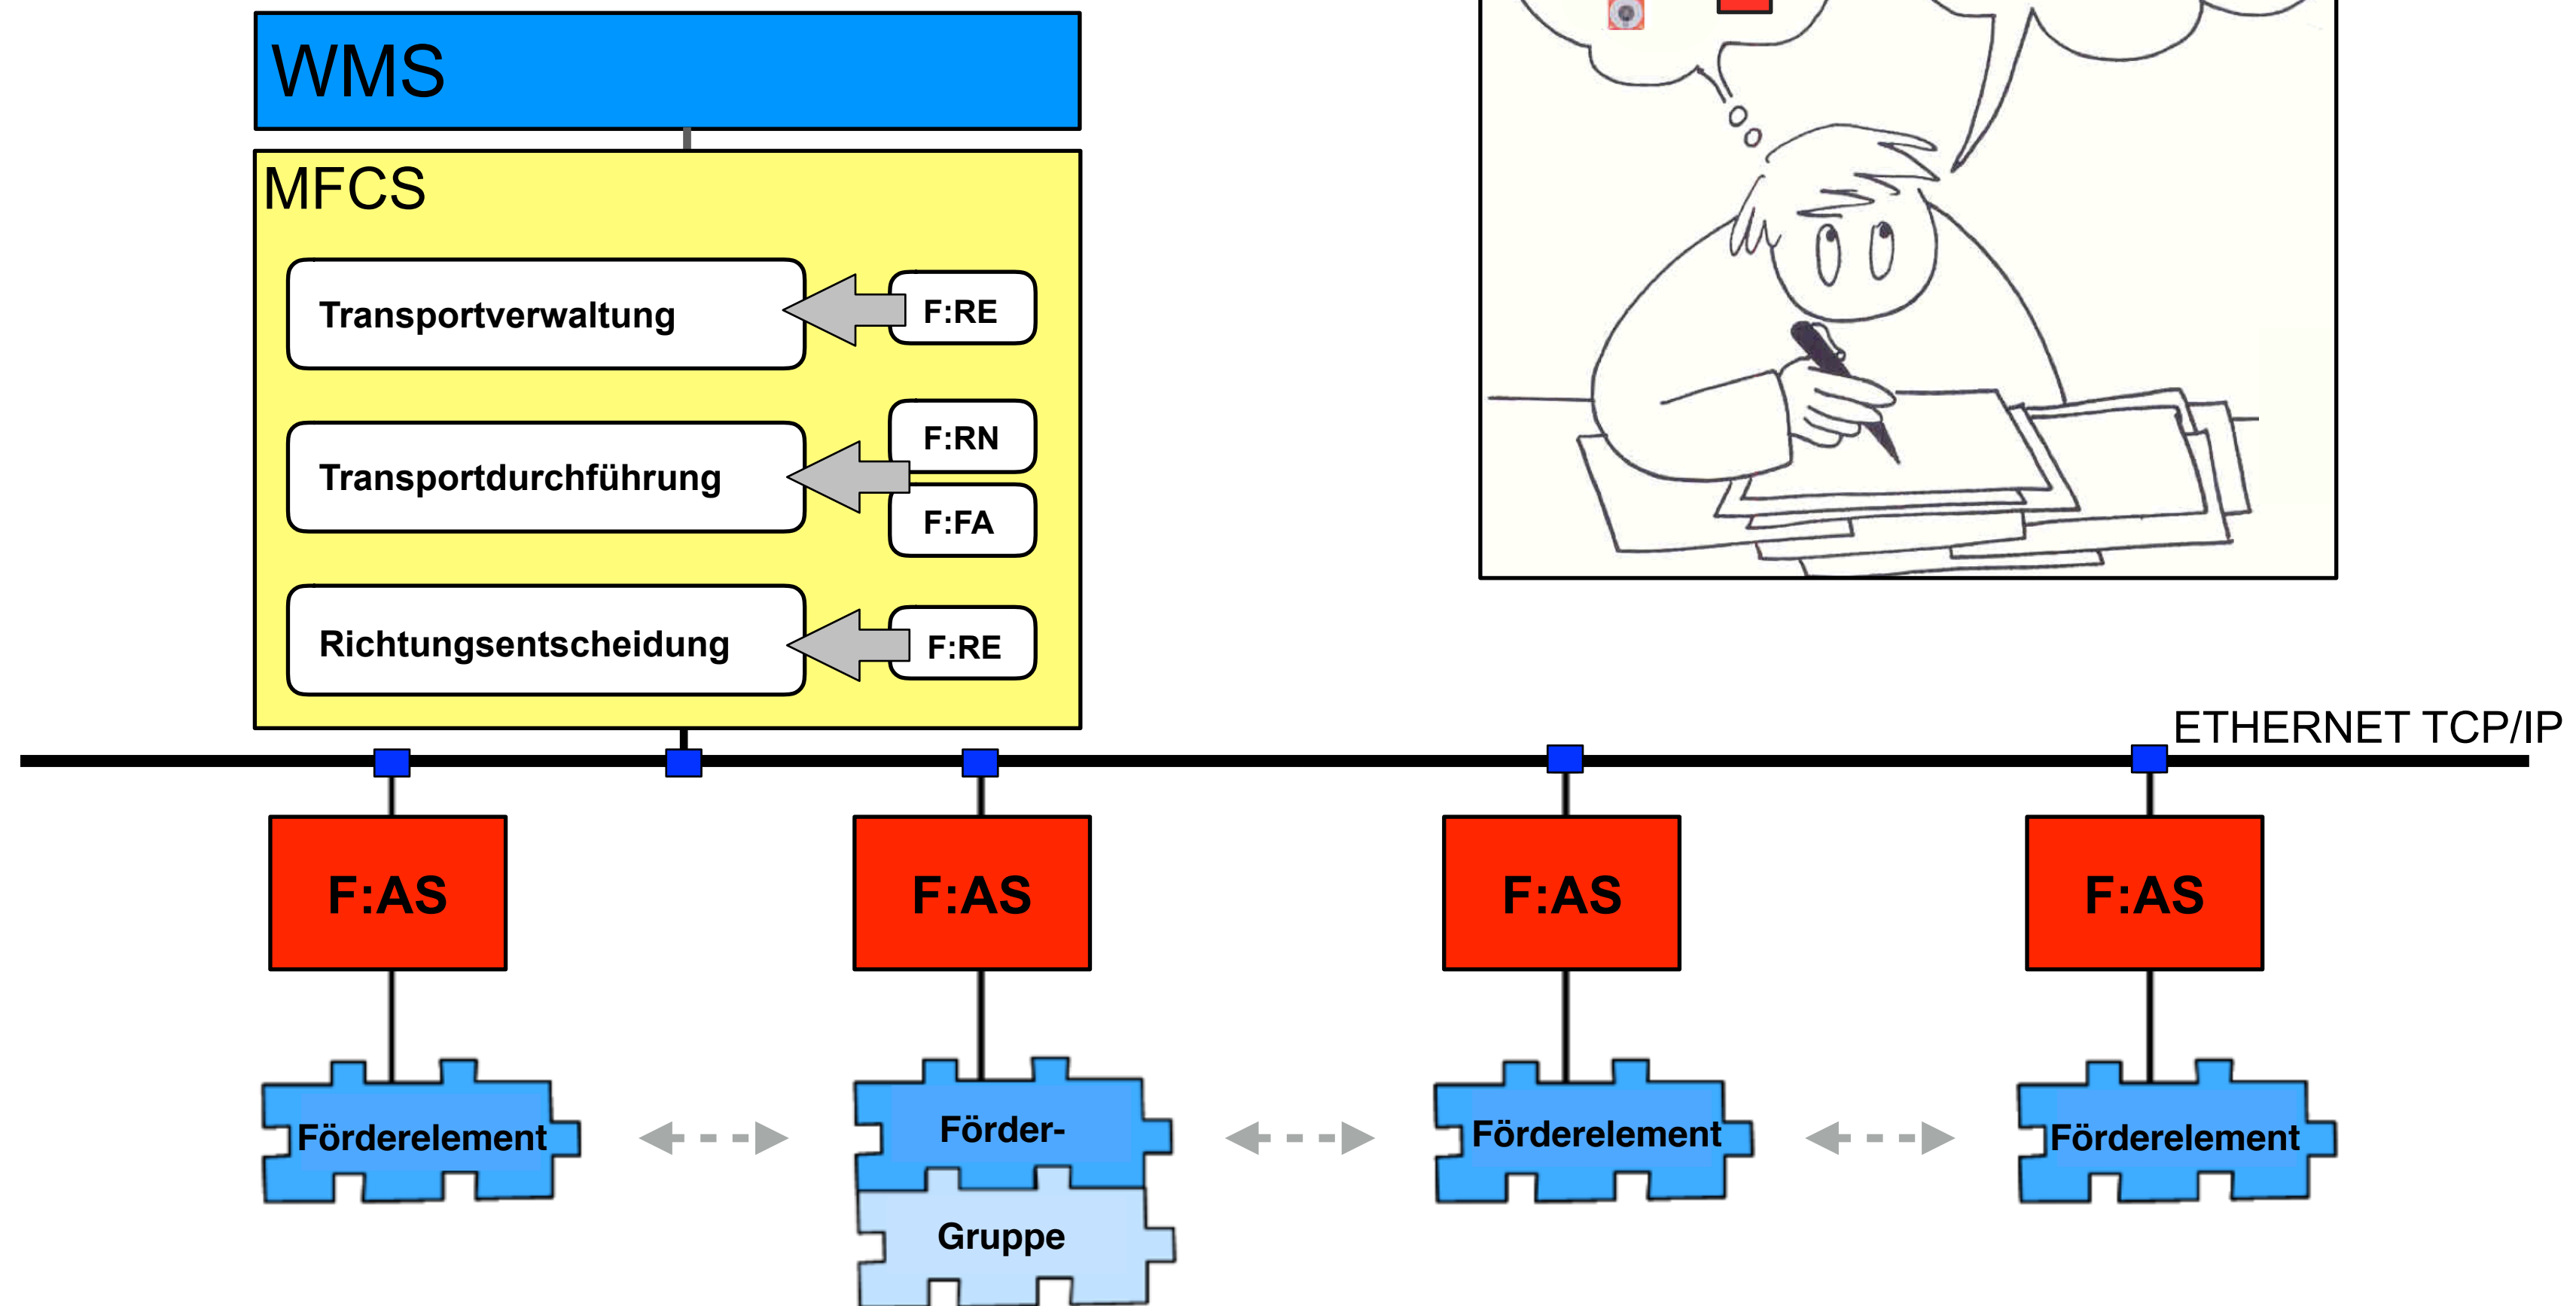 WMS
MFCS
Transportverwaltung
F:RE
F:RN
Transportdurchführung
F:FA
Richtungsentscheidung
F:RE
ETHERNET TCP/IP
F:AS
F:AS
F:AS
F:AS
Förderelement
Förder-
Gruppe
Förderelement
Förderelement